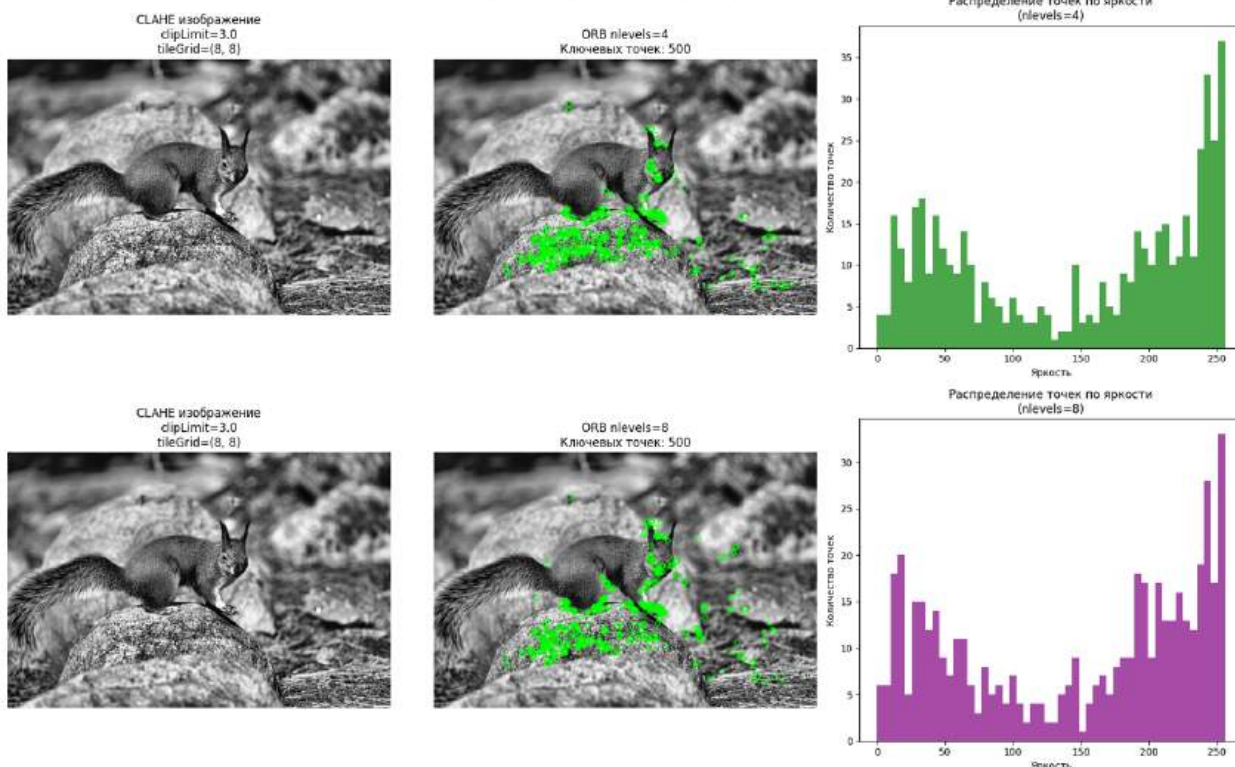 CLAHE изображение
clipLimit=3.0
tileGrid=(8, 8)
ORB nlevels=4
Ключевых точек: 500
Распределение точек по яркости
(nlevels=4)
Количество точек
35
30
25
20
15
10
5
0
0 50 100 150 200 250
Яркость
CLAHE изображение
clipLimit=3.0
tileGrid=(8, 8)
ORB nlevels=8
Ключевых точек: 500
Распределение точек по яркости
(nlevels=8)
Количество точек
30
25
20
15
10
5
0
0 50 100 150 200 250
Яркость